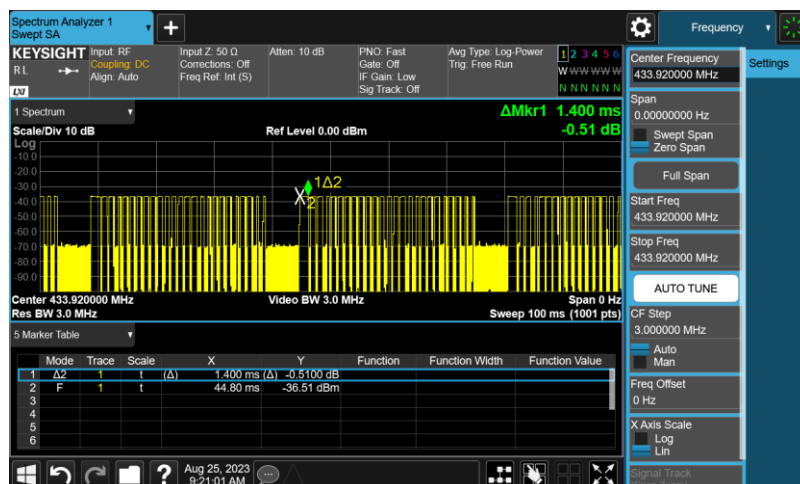 Spectrum Analyzer 1
Swept SA
Frequency
KEYSIGHT
RL
LXI
Input: RF
Coupling: DC
Align: Auto
Input Z: 50 Ω
Corrections: Off
Freq Ref: Int (S)
Atten: 10 dB
PNO: Fast
Gate: Off
IF Gain: Low
Sig Track: Off
Avg Type: Log-Power
Trig: Free Run
1 2 3 4 5 6
W W W W W W
N N N N N N
1 Spectrum
ΔMkr1 1.400 ms
-0.51 dB
Scale/Div 10 dB
Ref Level 0.00 dBm
Log
-10.0
-20.0
-30.0
-40.0
-50.0
-60.0
-70.0
-80.0
-90.0
1Δ2
X2
Center 433.920000 MHz
Video BW 3.0 MHz
Span 0 Hz
Res BW 3.0 MHz
Sweep 100 ms (1001 pts)
5 Marker Table
Mode Trace Scale X Y Function Function Width Function Value
1 Δ2 1 t (Δ) 1.400 ms (Δ) -0.5100 dB
2 F 1 t 44.80 ms -36.51 dBm
3
4
5
6
Aug 25, 2023
9:21:01 AM
Center Frequency
433.920000 MHz
Span
0.00000000 Hz
Swept Span
Zero Span
Full Span
Start Freq
433.920000 MHz
Stop Freq
433.920000 MHz
AUTO TUNE
CF Step
3.000000 MHz
Auto
Man
Freq Offset
0 Hz
X Axis Scale
Log
Lin
Signal Track
Settings